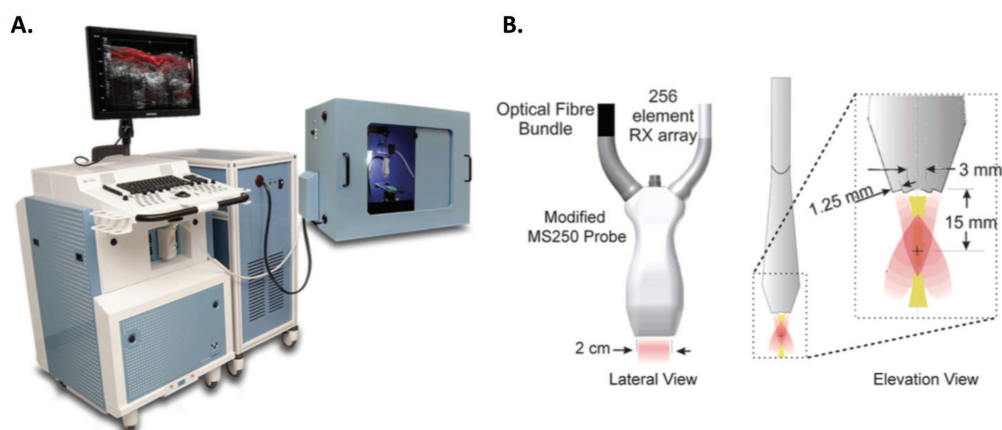 A.
B.
Optical Fibre
Bundle
256
element
RX array
Modified
MS250 Probe
2 cm
Lateral View
3 mm
1.25 mm
15 mm
Elevation View